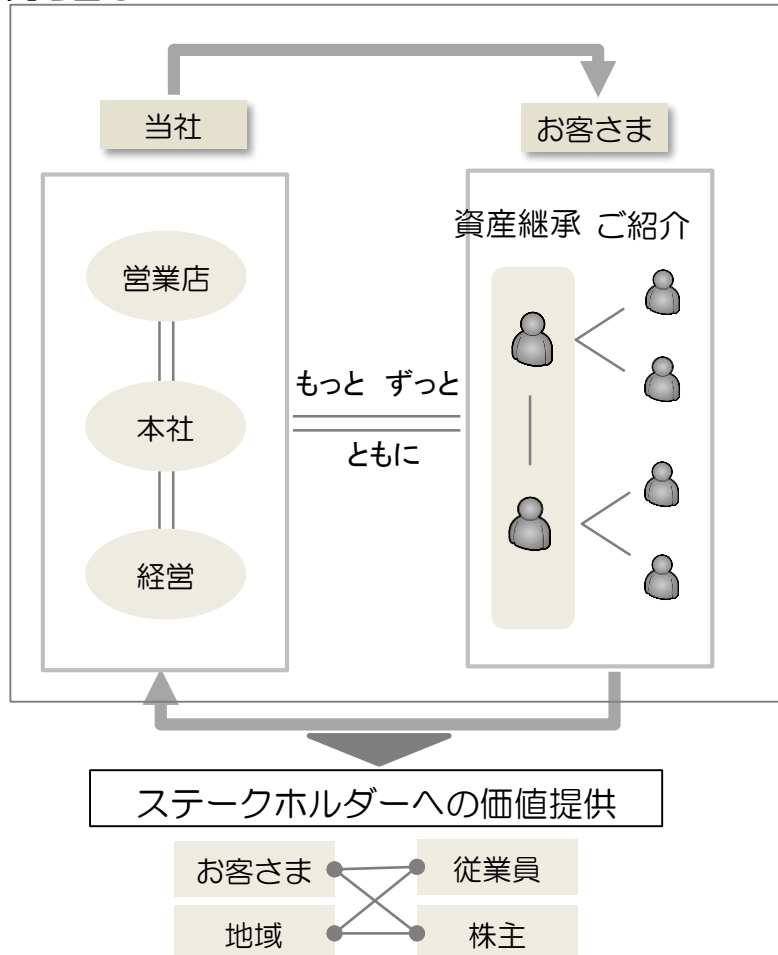 当社
お客さま
営業店
本社
経営
資産継承 ご紹介
もっと ずっと
ともに
ステークホルダーへの価値提供
お客さま
従業員
地域
株主